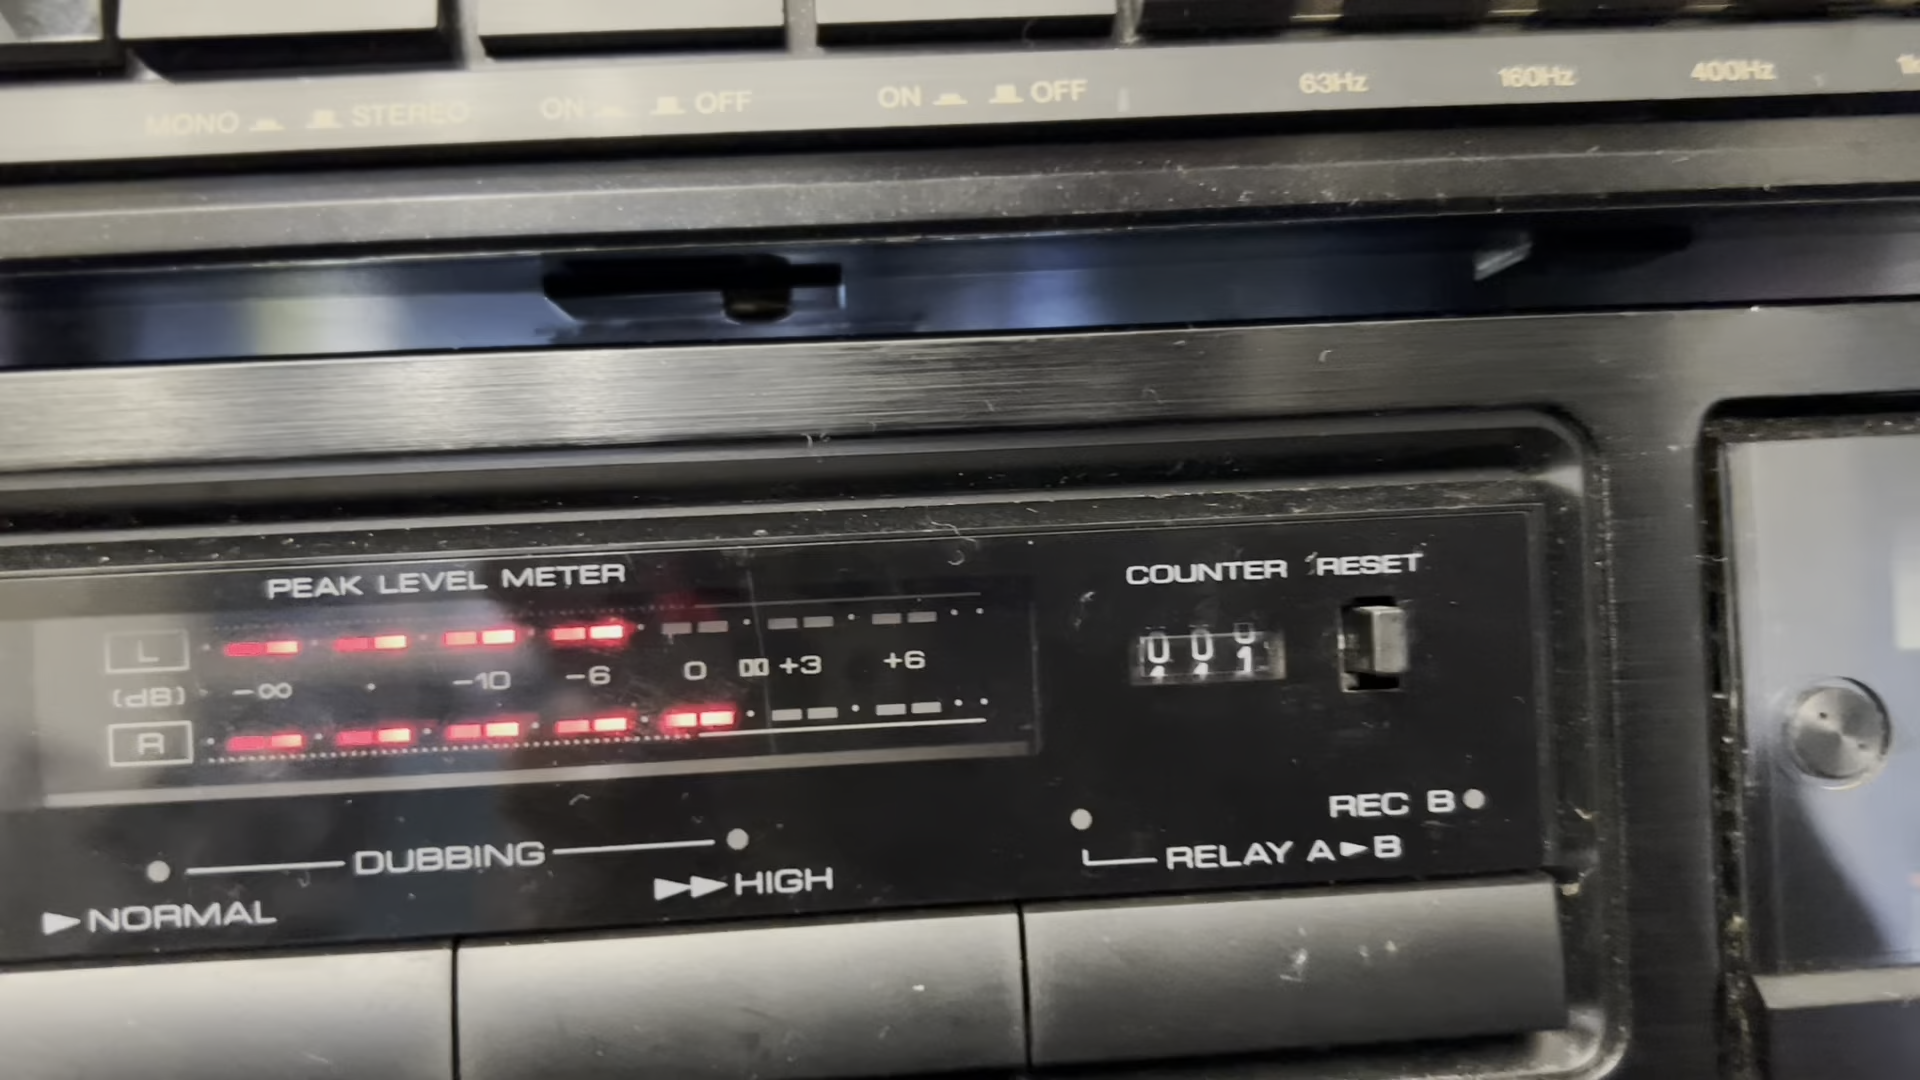 MONO STEREO ON OFF ON OFF 63Hz 160Hz 400Hz
PEAK LEVEL METER
COUNTER RESET
L
(dB) -∞ -10 -6 0 +3 +6
R
REC B
DUBBING
RELAY A►B
►NORMAL
►►HIGH